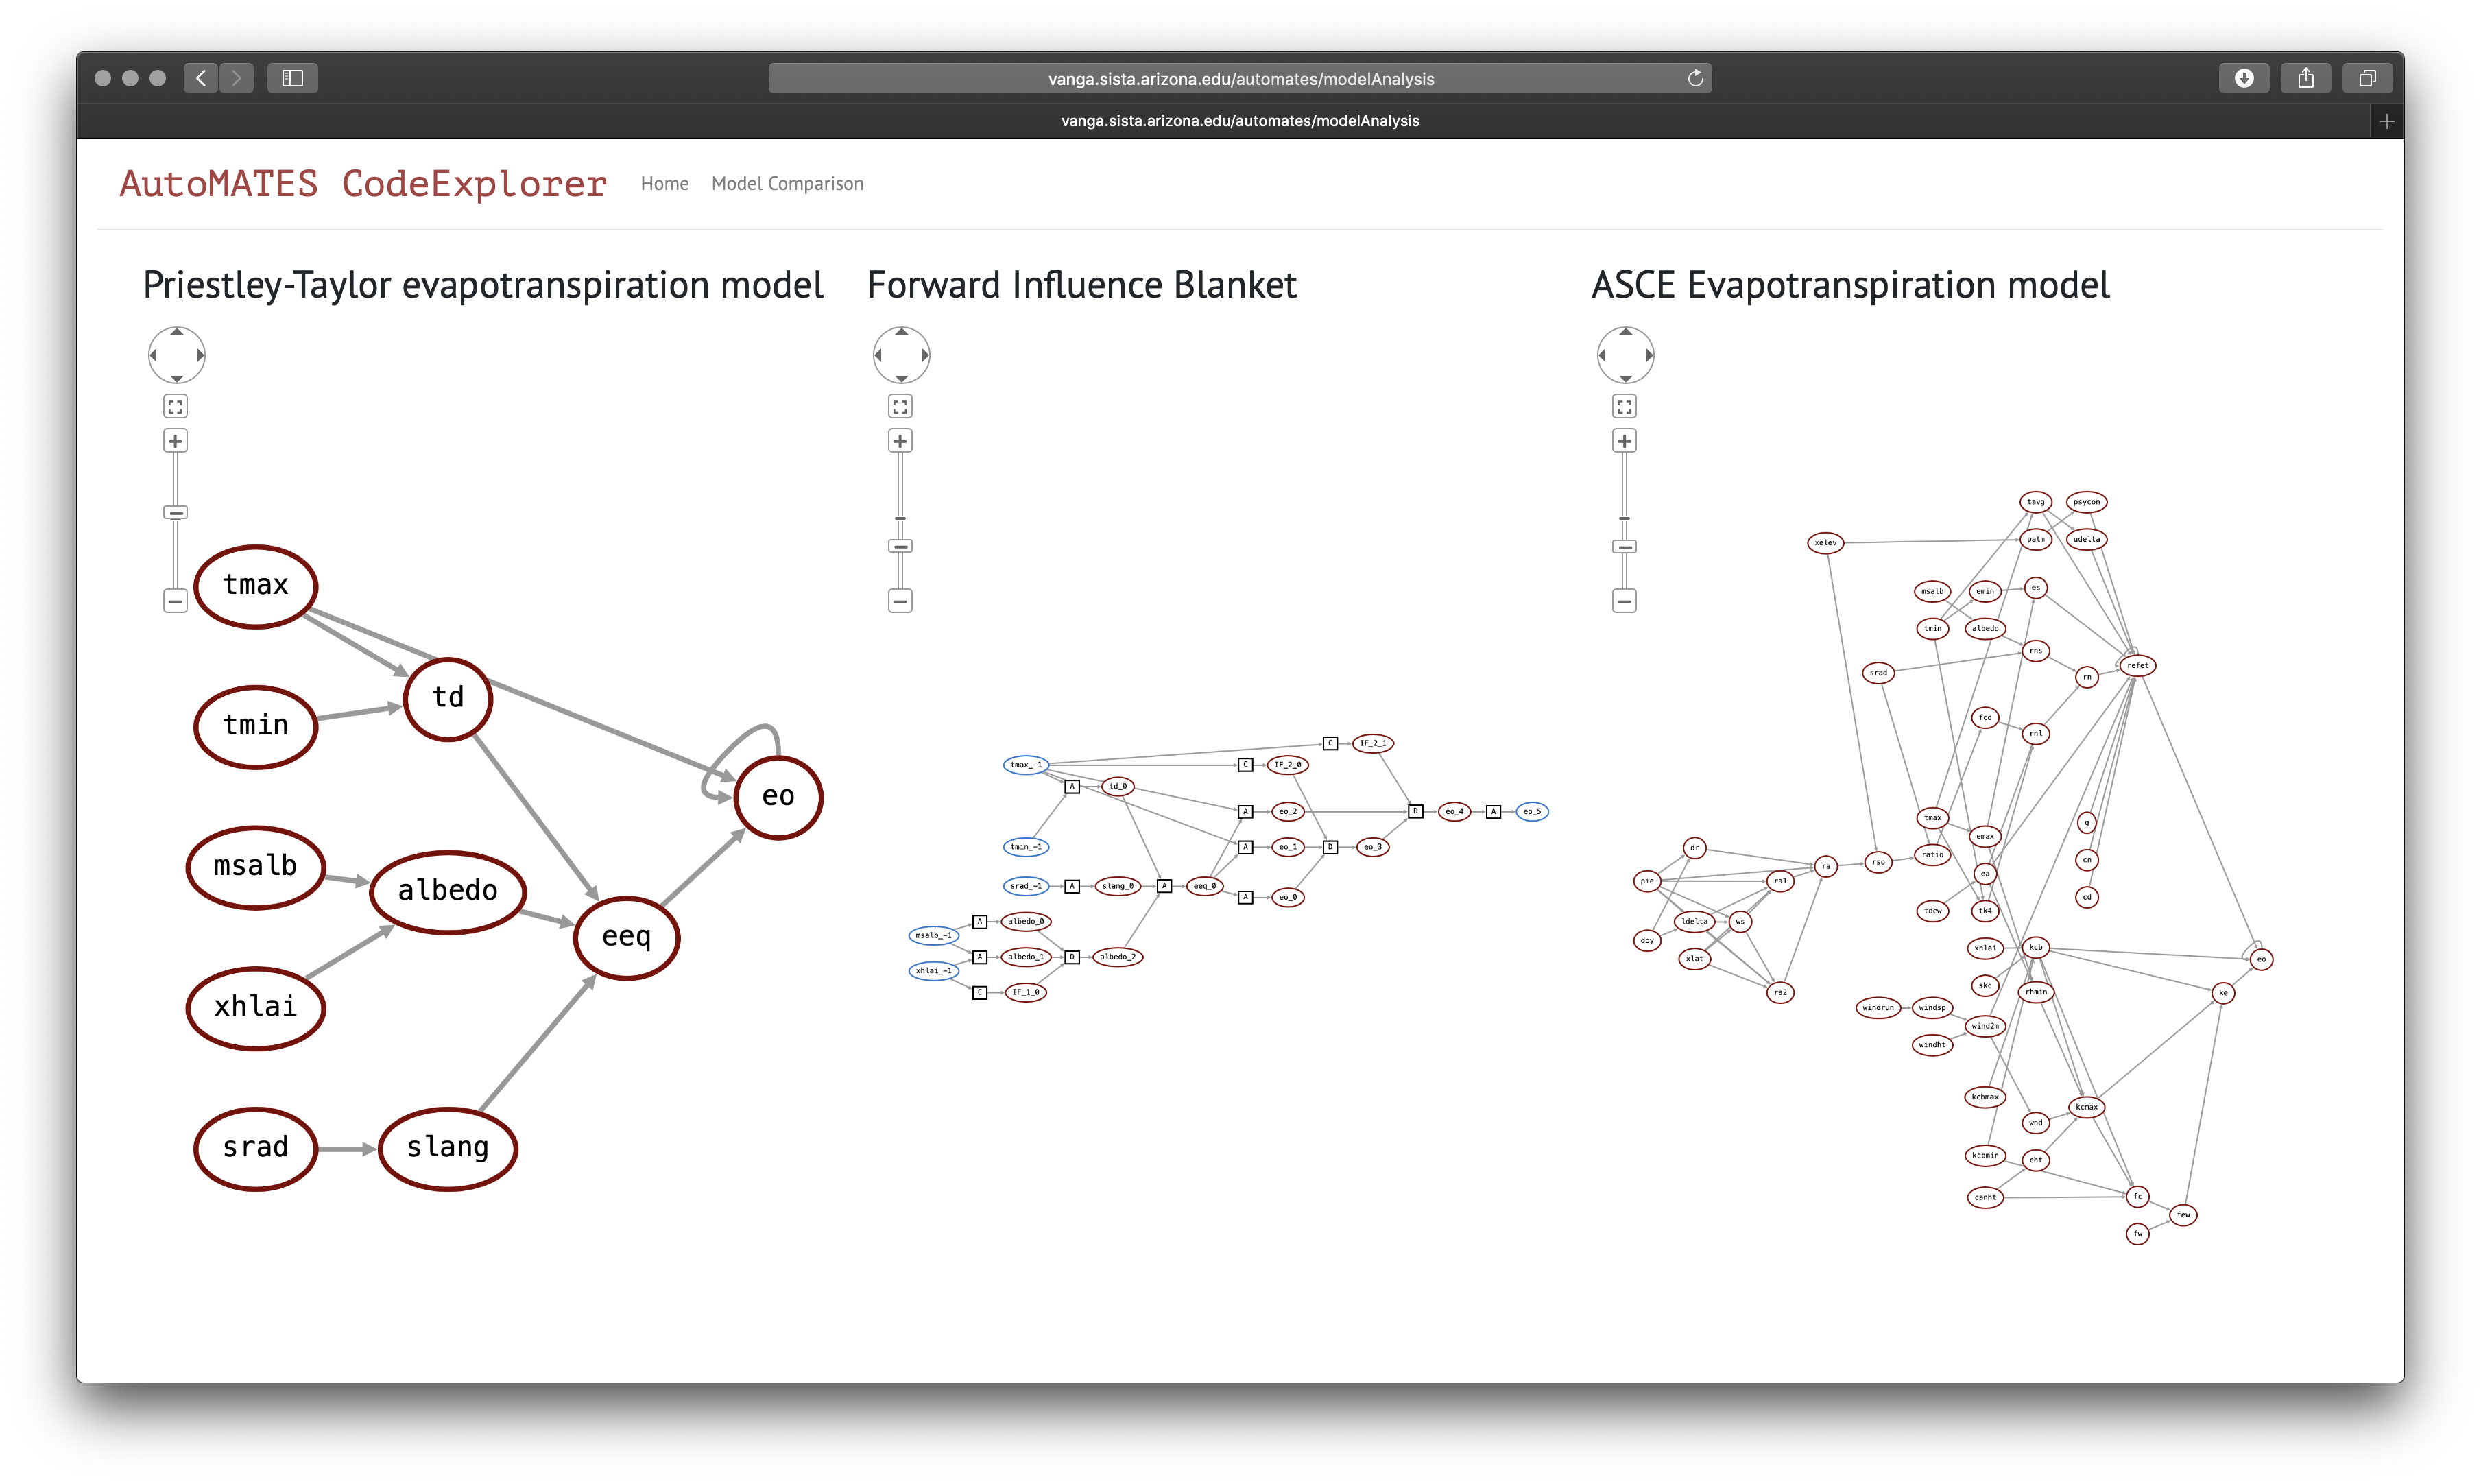 vanga.sista.arizona.edu/automates/modelAnalysis
vanga.sista.arizona.edu/automates/modelAnalysis
AutoMATES CodeExplorer Home Model Comparison
Priestley-Taylor evapotranspiration model
tmax
tmin
td
eo
msalb
albedo
eeq
xhlai
srad
slang
Forward Influence Blanket
C
IF_2_1
tmax_-1
C
IF_2_0
A
td_0
A
eo_2
D
eo_4
A
eo_5
tmin_-1
A
eo_1
D
eo_3
srad_-1
A
slang_0
A
eeq_0
A
eo_0
A
albedo_0
msalb_-1
A
albedo_1
D
albedo_2
xhlai_-1
C
IF_1_0
ASCE Evapotranspiration model
tavg
psycon
xelev
patm
udelta
msalb
emin
es
tmin
albedo
rns
refet
srad
rn
fcd
rnl
tmax
g
emax
dr
ratio
cn
ra
rso
ea
pie
ra1
cd
tdew
tk4
ldelta
ws
doy
xlat
xhlai
kcb
eo
skc
rhmin
ke
ra2
windrun
windsp
wind2m
windht
kcbmax
kcmax
wnd
kcbmin
cht
canht
fc
few
fw